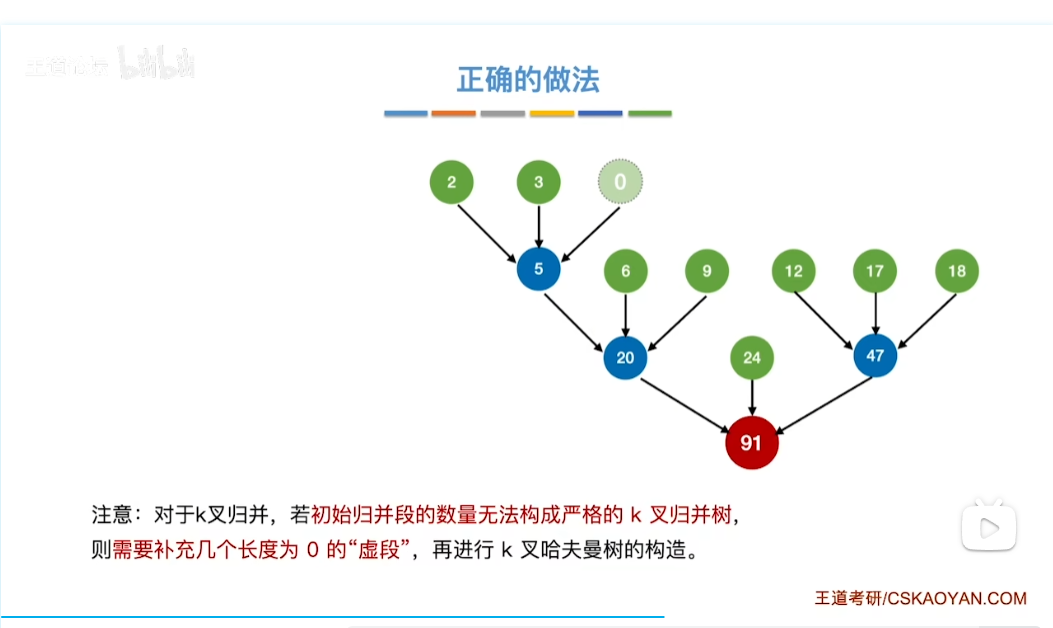 王道论坛 bilibili
正确的做法
2 3 0
5 6 9 12 17 18
20 24 47
91
注意：对于k叉归并，若初始归并段的数量无法构成严格的 k 叉归并树，
则需要补充几个长度为 0 的“虚段”，再进行 k 叉哈夫曼树的构造。
王道考研/CSKAOYAN.COM